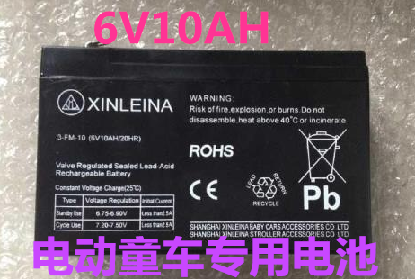 6V10AH
XINLEINA
3-FM-10 (6V10AH/20HR)
Valve Regulated Sealed Lead-Acid
Rechargeable Battery
Constant Voltage Charge(25℃)
Type Voltage Regulation Initial Current
Standby Use 6.75-6.90V
Cycle Use 7.20-7.50V
WARNING:
Risk of fire,explosion,or burns.Do not
disassemble,heat above 40℃ or incinerate
ROHS
CE
LEAD
RETURN
RECYCLE
Pb
SHANGHAI XINLEINA BABY CARS ACCESSORIES CO. LTD
SHANGHAI XINLEINA STROLLER ACCESSORIES CO.
电动童车专用电池